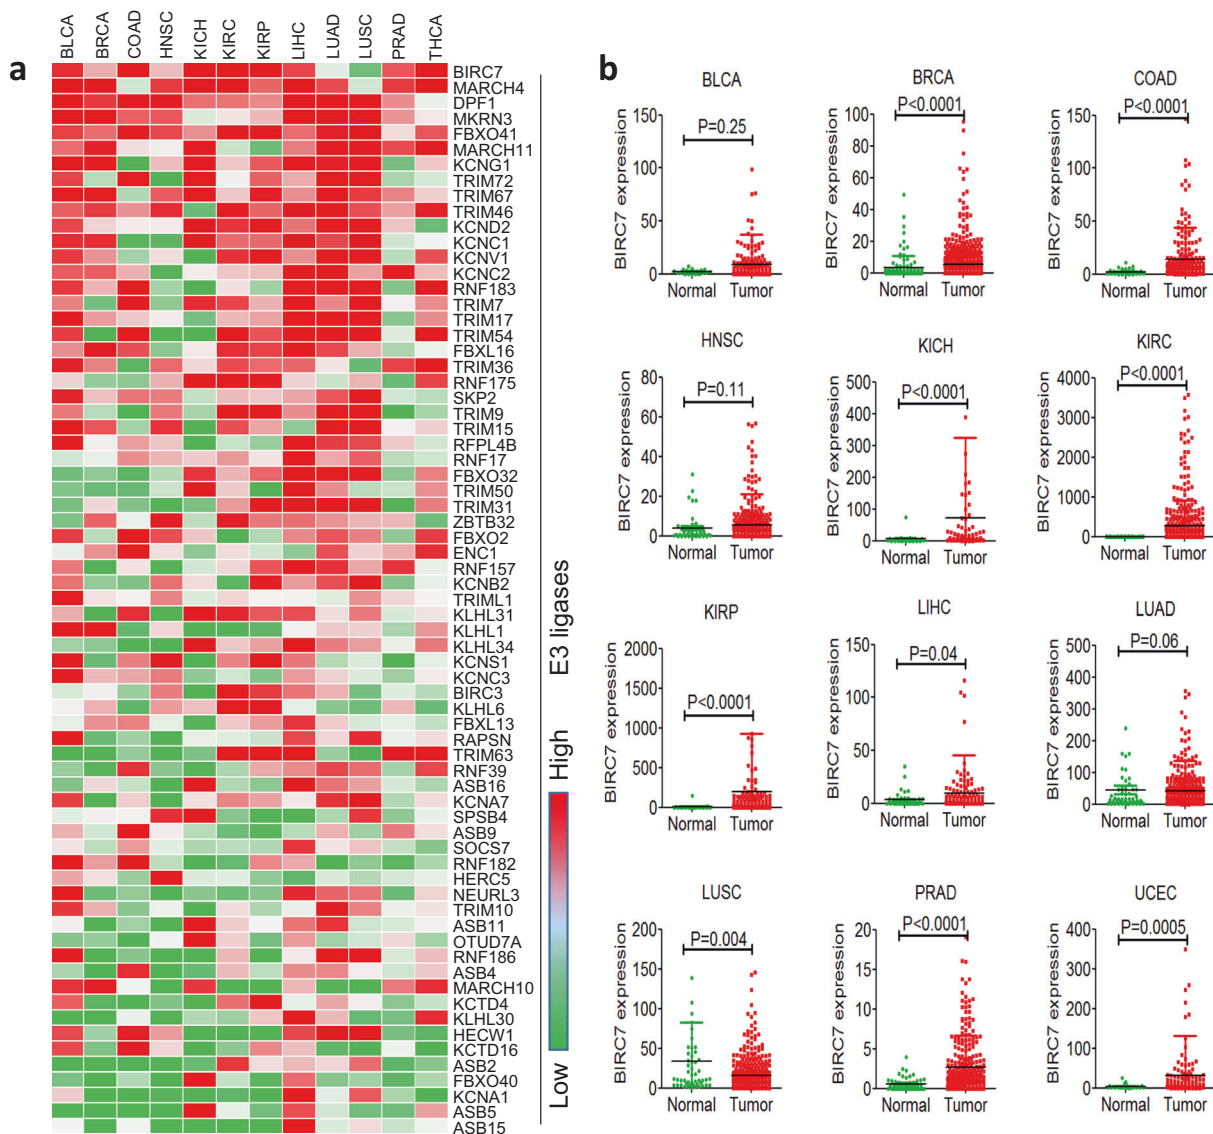 a
BLCA
BRCA
COAD
HNSC
KICH
KIRC
KIRP
LIHC
LUAD
LUSC
PRAD
THCA
BIRC7
MARCH4
DPF1
MKRN3
FBXO41
MARCH11
KCNG1
TRIM72
TRIM67
TRIM46
KCND2
KCNC1
KCNV1
KCNC2
RNF183
TRIM7
TRIM17
TRIM54
FBXL16
TRIM36
RNF175
SKP2
TRIM9
TRIM15
RFPL4B
RNF17
FBXO32
TRIM50
TRIM31
ZBTB32
FBXO2
ENC1
RNF157
KCNB2
TRIML1
KLHL31
KLHL1
KLHL34
KCNS1
KCNC3
BIRC3
KLHL6
FBXL13
RAPSN
TRIM63
RNF39
ASB16
KCNA7
SPSB4
ASB9
SOCS7
RNF182
HERC5
NEURL3
TRIM10
ASB11
OTUD7A
RNF186
ASB4
MARCH10
KCTD4
KLHL30
HECW1
KCTD16
ASB2
FBXO40
KCNA1
ASB5
ASB15
E3 ligases
High
Low
b
BLCA
P=0.25
BIRC7 expression
150
100
50
0
Normal Tumor
BRCA
P<0.0001
BIRC7 expression
100
80
60
40
20
0
Normal Tumor
COAD
P<0.0001
BIRC7 expression
150
100
50
0
Normal Tumor
HNSC
P=0.11
BIRC7 expression
80
60
40
20
0
Normal Tumor
KICH
P<0.0001
BIRC7 expression
500
400
300
200
100
0
Normal Tumor
KIRC
P<0.0001
BIRC7 expression
4000
3000
2000
1000
0
Normal Tumor
KIRP
P<0.0001
BIRC7 expression
2000
1500
1000
500
0
Normal Tumor
LIHC
P=0.04
BIRC7 expression
150
100
50
0
Normal Tumor
LUAD
P=0.06
BIRC7 expression
500
400
300
200
100
0
Normal Tumor
LUSC
P=0.004
BIRC7 expression
200
150
100
50
0
Normal Tumor
PRAD
P<0.0001
BIRC7 expression
20
15
10
5
0
Normal Tumor
UCEC
P=0.0005
BIRC7 expression
400
300
200
100
0
Normal Tumor